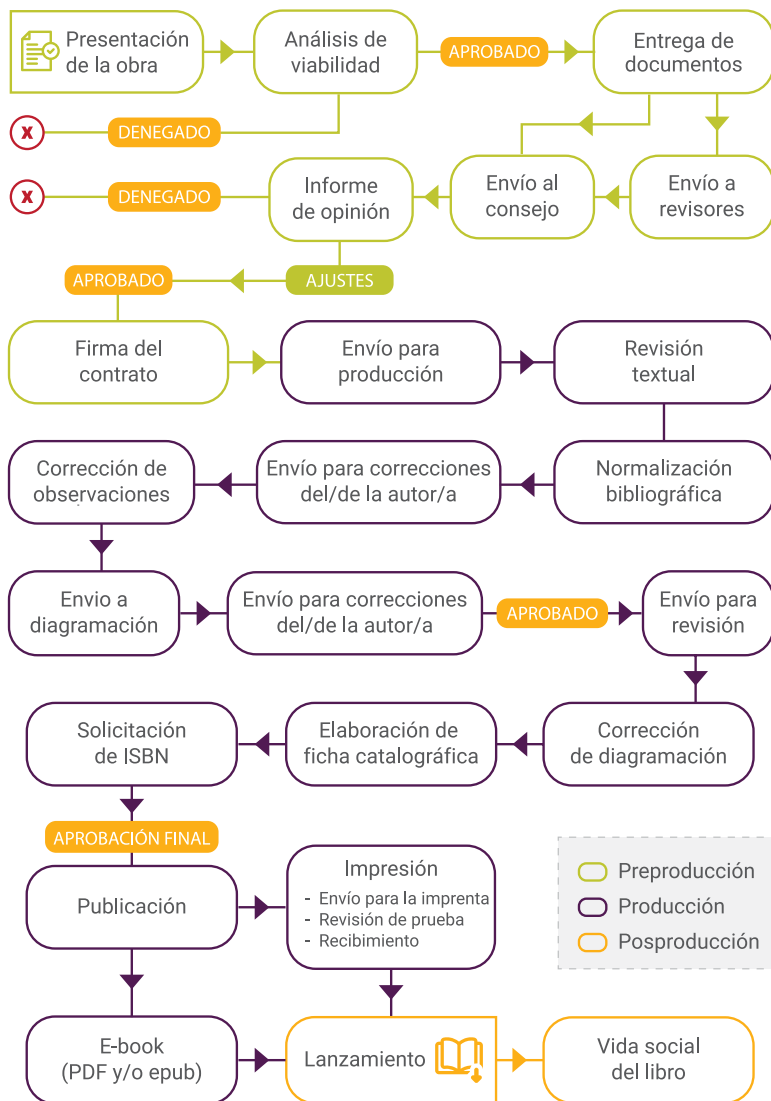 Presentación
de la obra
Análisis de
viabilidad
APROBADO
Entrega de
documentos
X
DENEGADO
X
DENEGADO
Informe
de opinión
Envío al
consejo
Envío a
revisores
APROBADO
AJUSTES
Firma del
contrato
Envío para
producción
Revisión
textual
Corrección de
observaciones
Envío para correcciones
del/de la autor/a
Normalización
bibliográfica
Envio a
diagramación
Envío para correcciones
del/de la autor/a
APROBADO
Envío para
revisión
Solicitación
de ISBN
Elaboración de
ficha catalográfica
Corrección
de diagramación
APROBACIÓN FINAL
Publicación
Impresión
- Envío para la imprenta
- Revisión de prueba
- Recibimiento
Preproducción
Producción
Posproducción
E-book
(PDF y/o epub)
Lanzamiento
Vida social
del libro